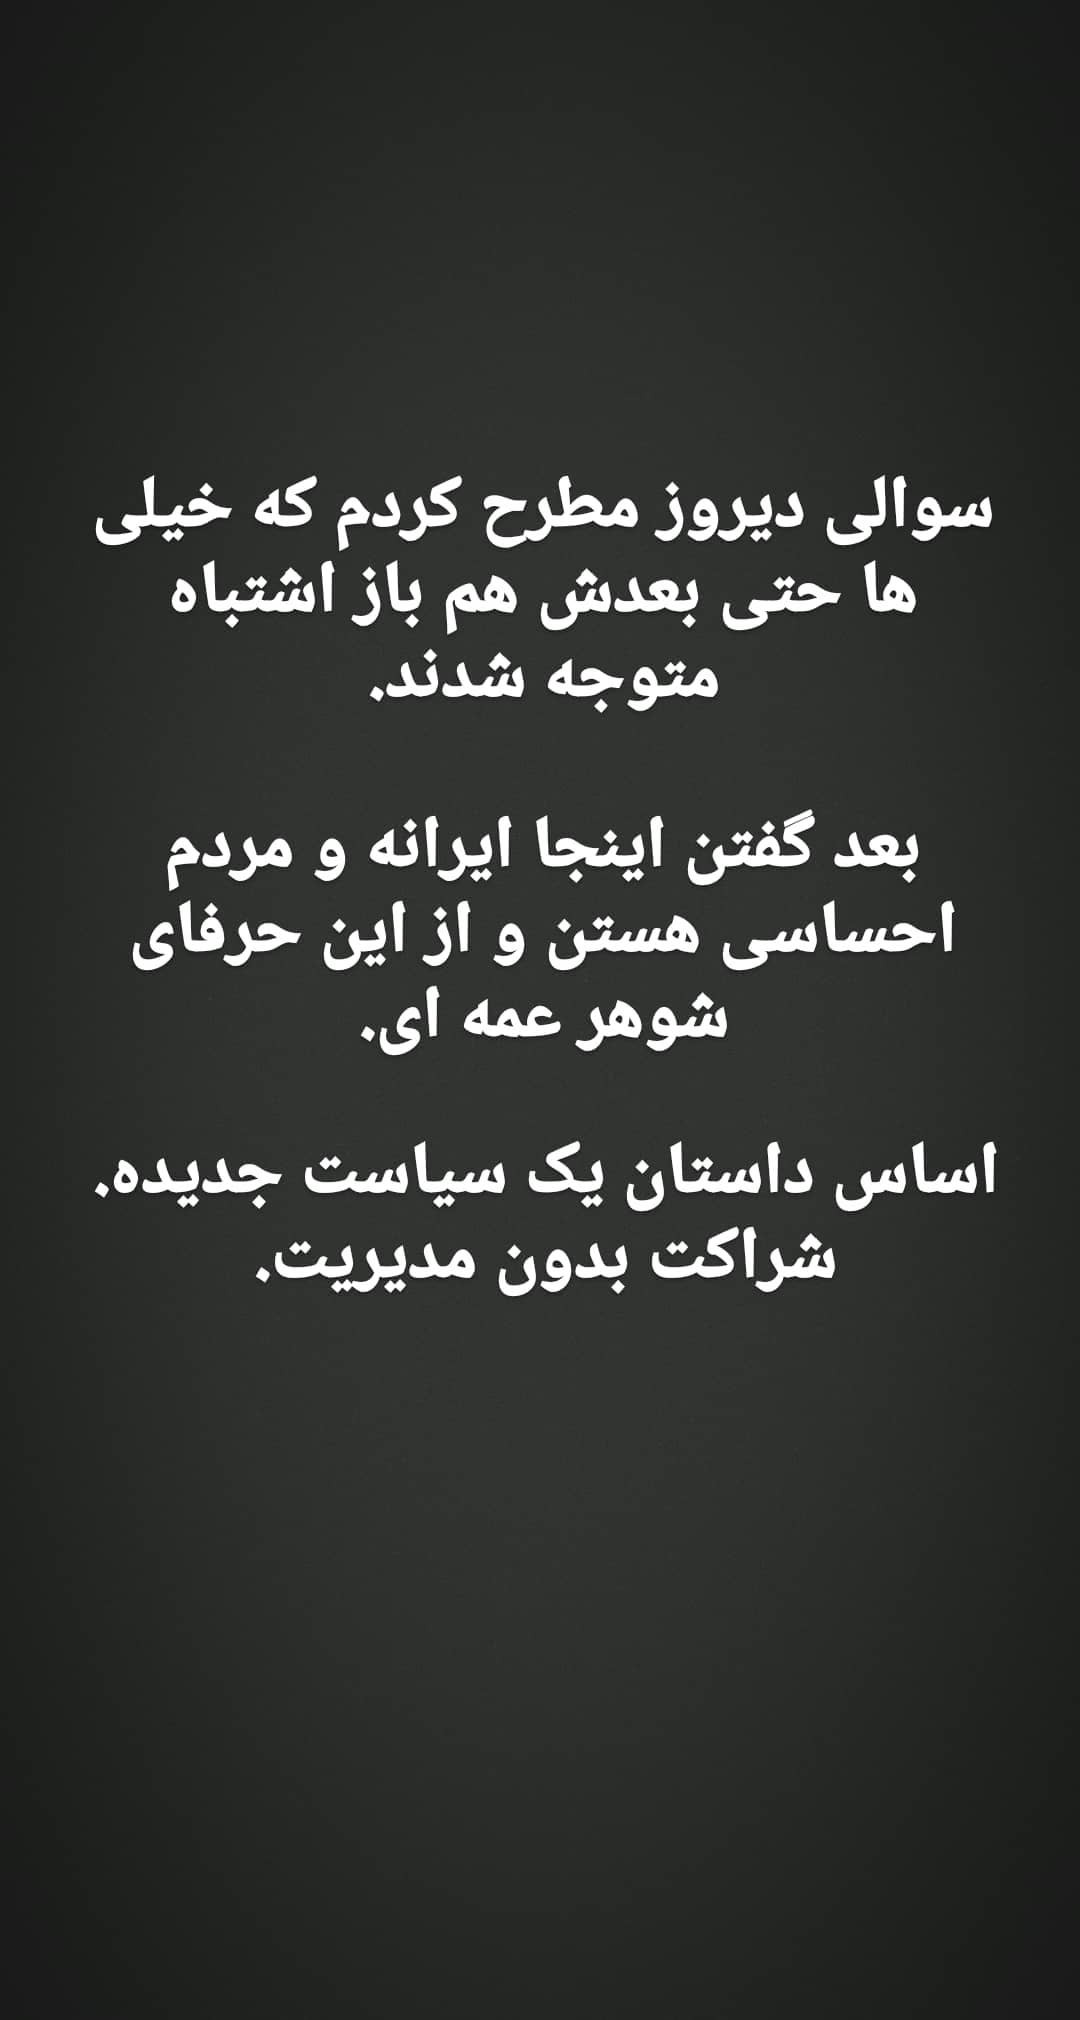 سوالی دیروز مطرح کردم که خیلی
ها حتی بعدش هم باز اشتباه
متوجه شدند.
بعد گفتن اینجا ایرانه و مردم
احساسی هستن و از این حرفای
شوهر عمه ای.
اساس داستان یک سیاست جدیده.
شراکت بدون مدیریت.